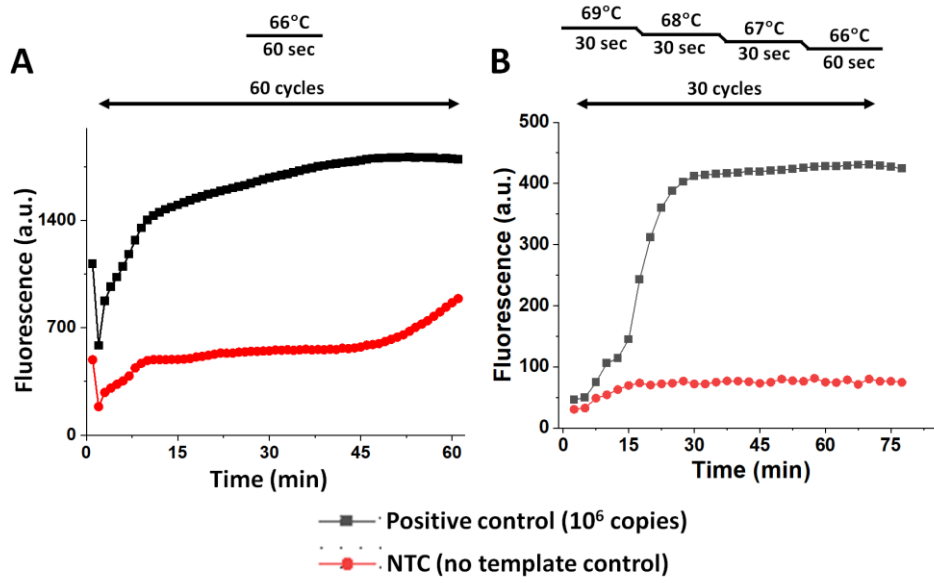 66°C
60 sec
A
60 cycles
Fluorescence (a.u.)
1400
700
0
0 15 30 45 60
Time (min)
69°C 68°C 67°C 66°C
30 sec 30 sec 30 sec 60 sec
B
30 cycles
Fluorescence (a.u.)
500
400
300
200
100
0
0 15 30 45 60 75
Time (min)
Positive control (10⁶ copies)
NTC (no template control)